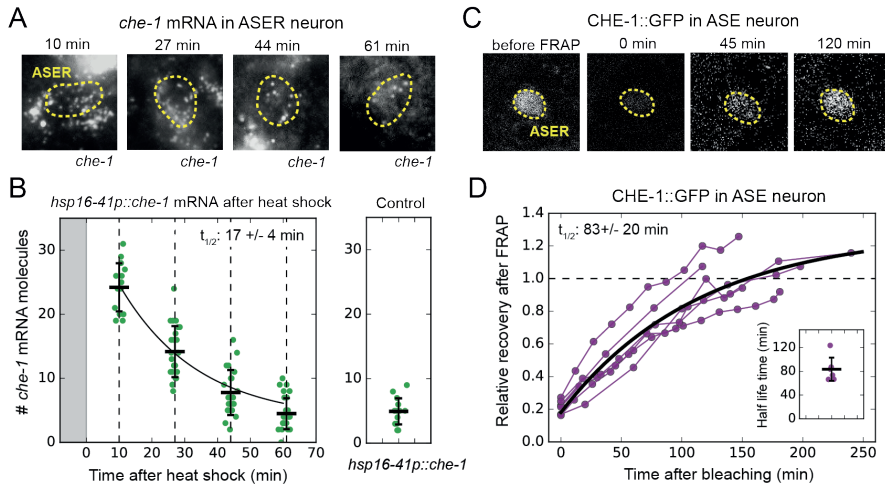 A
che-1 mRNA in ASER neuron
10 min
27 min
44 min
61 min
ASER
che-1
che-1
che-1
che-1
B
hsp16-41p::che-1 mRNA after heat shock
Control
t1/2: 17 +/- 4 min
# che-1 mRNA molecules
30
20
10
0
30
20
10
0
0
10
20
30
40
50
60
70
Time after heat shock (min)
hsp16-41p::che-1
C
CHE-1::GFP in ASE neuron
before FRAP
0 min
45 min
120 min
ASER
D
CHE-1::GFP in ASE neuron
t1/2: 83+/- 20 min
Relative recovery after FRAP
1.4
1.2
1.0
0.8
0.6
0.4
0.2
0.0
0
50
100
150
200
250
Time after bleaching (min)
Half life time (min)
120
80
40
0